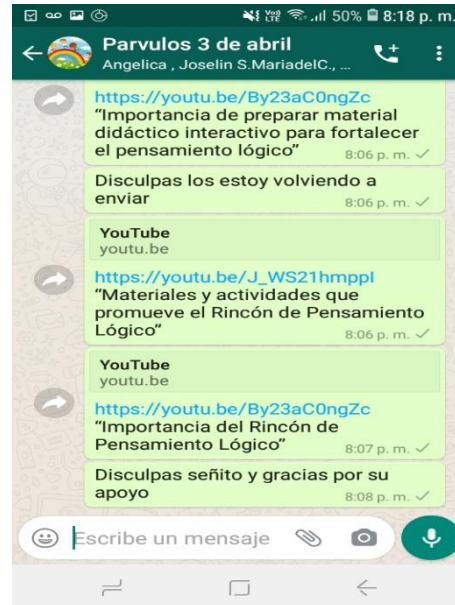 50% 8:18 p. m.
Parvulos 3 de abril
Angelica , Joselin S.MariadelC., ...
https://youtu.be/By23aC0ngZc
“Importancia de preparar material
didáctico interactivo para fortalecer
el pensamiento lógico”
8:06 p. m.
Disculpas los estoy volviendo a
enviar
8:06 p. m.
YouTube
youtu.be
https://youtu.be/J_WS21hmppI
“Materiales y actividades que
promueve el Rincón de Pensamiento
Lógico”
8:06 p. m.
YouTube
youtu.be
https://youtu.be/By23aC0ngZc
“Importancia del Rincón de
Pensamiento Lógico”
8:07 p. m.
Disculpas señito y gracias por su
apoyo
8:08 p. m.
Escribe un mensaje